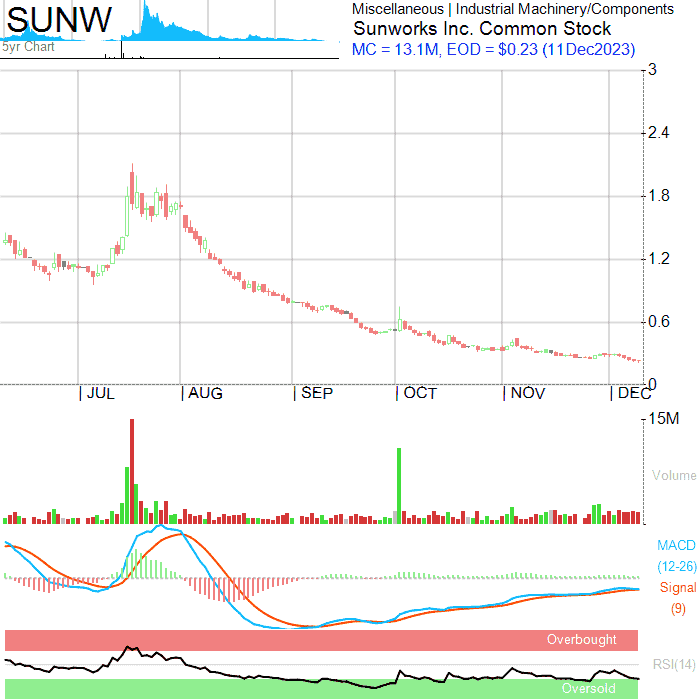 SUNW
5yr Chart
Miscellaneous | Industrial Machinery/Components
Sunworks Inc. Common Stock
MC = 13.1M, EOD = $0.23 (11Dec2023)
3
2.4
1.8
1.2
0.6
0
| JUL | AUG | SEP | OCT | NOV | DEC
15M
Volume
MACD
(12-26)
Signal
(9)
Overbought
RSI(14)
Oversold